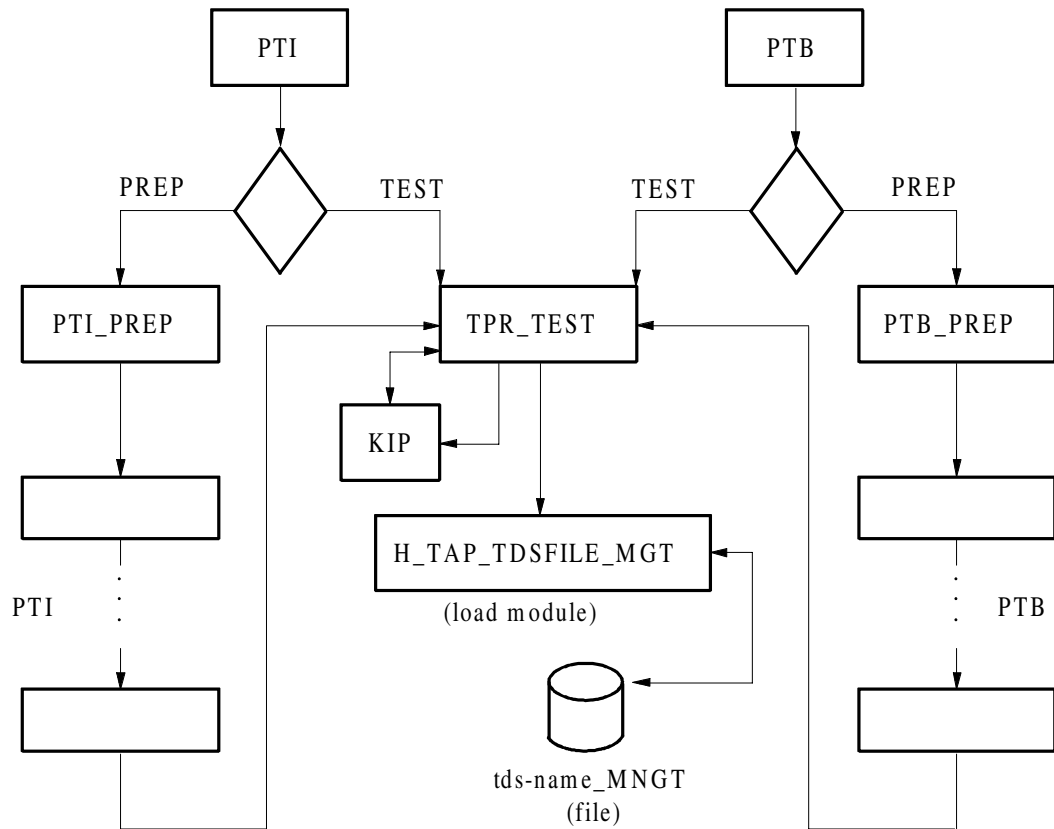 PTI
PTB
PREP
TEST
TEST
PREP
PTI_PREP
TPR_TEST
PTB_PREP
KIP
H_TAP_TDSFILE_MGT
(load module)
PTI
PTB
tds-name_MNGT
(file)